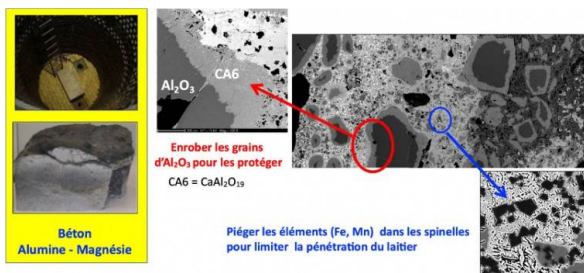 Al₂O₃
CA6
Enrober les grains
d'Al₂O₃ pour les protéger
CA6 = CaAl₂O₁₉
Béton
Alumine - Magnésie
Piéger les éléments (Fe, Mn) dans les spinelles
pour limiter la pénétration du laitier